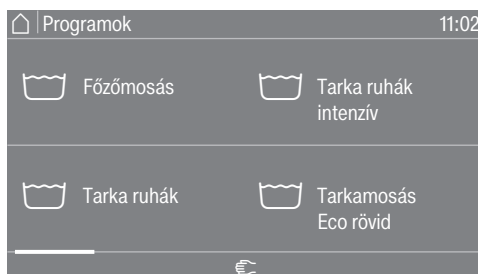 Programok 11:02
Főzőmosás
Tarka ruhák
intenzív
Tarka ruhák
Tarkamosás
Eco rövid